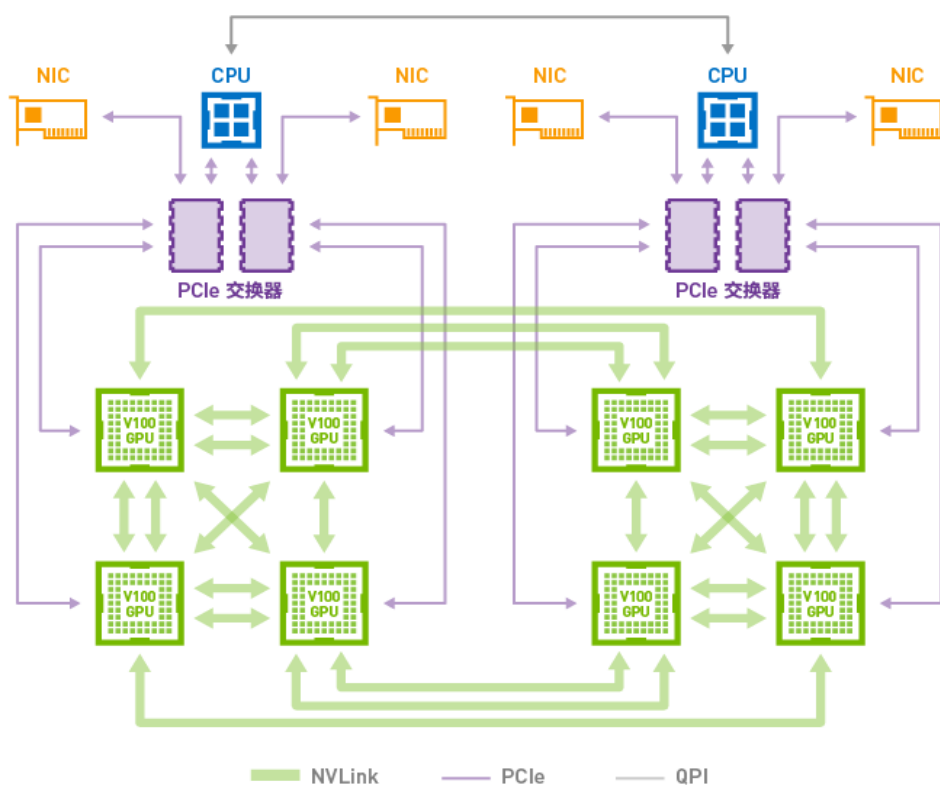 NIC
CPU
NIC
NIC
CPU
NIC
PCIe 交换器
PCIe 交换器
V100
GPU
V100
GPU
V100
GPU
V100
GPU
V100
GPU
V100
GPU
V100
GPU
V100
GPU
NVLink
PCIe
QPI